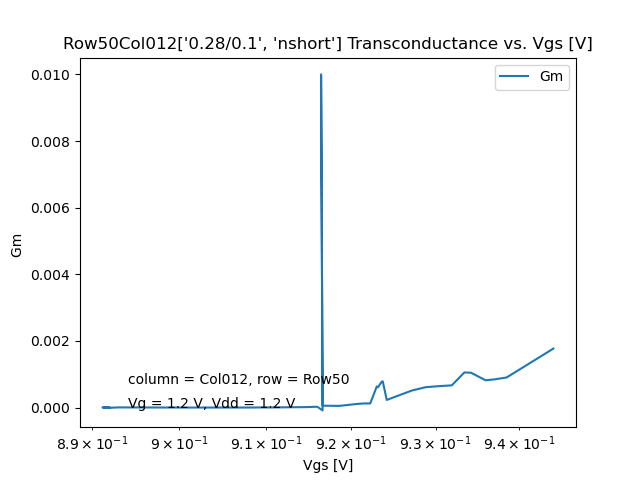 Row50Col012['0.28/0.1', 'nshort'] Transconductance vs. Vgs [V]
Gm
0.010
0.008
0.006
0.004
0.002
0.000
Gm
column = Col012, row = Row50
Vg = 1.2 V, Vdd = 1.2 V
8.9 × 10⁻¹ 9 × 10⁻¹ 9.1 × 10⁻¹ 9.2 × 10⁻¹ 9.3 × 10⁻¹ 9.4 × 10⁻¹
Vgs [V]